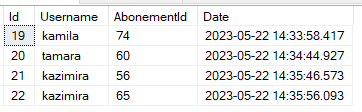 Id Username AbonementId Date
19 kamila 74 2023-05-22 14:33:58.417
20 tamara 60 2023-05-22 14:34:44.927
21 kazimira 56 2023-05-22 14:35:46.573
22 kazimira 65 2023-05-22 14:35:56.093